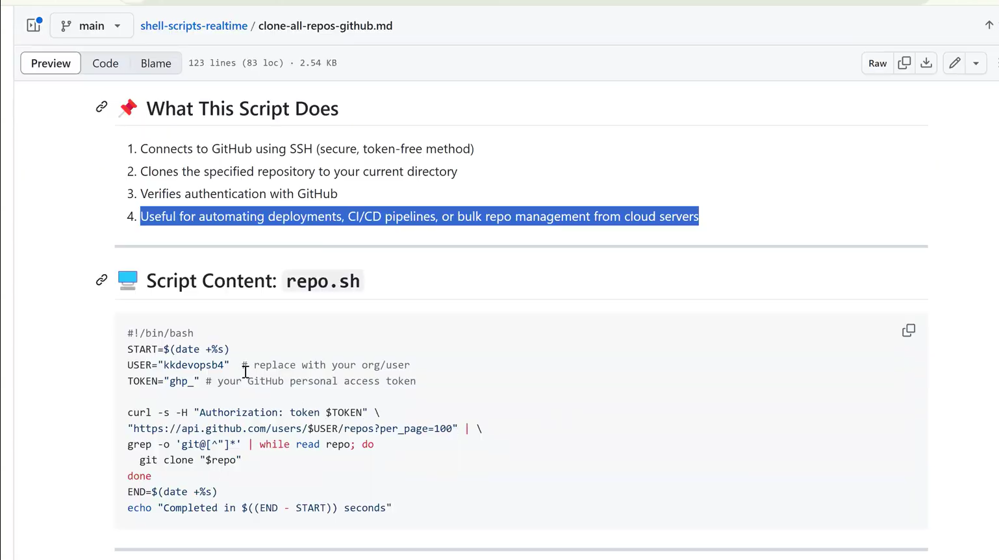 main
shell-scripts-realtime / clone-all-repos-github.md
Preview Code Blame 123 lines (83 loc) · 2.54 KB Raw
📌 What This Script Does
1. Connects to GitHub using SSH (secure, token-free method)
2. Clones the specified repository to your current directory
3. Verifies authentication with GitHub
4. Useful for automating deployments, CI/CD pipelines, or bulk repo management from cloud servers
🖥️ Script Content: repo.sh
#!/bin/bash
START=$(date +%s)
USER="kkdevopsb4"  # replace with your org/user
TOKEN="ghp_" # your GitHub personal access token
curl -s -H "Authorization: token $TOKEN" \
"https://api.github.com/users/$USER/repos?per_page=100" | \
grep -o 'git@[^"]*' | while read repo; do
  git clone "$repo"
done
END=$(date +%s)
echo "Completed in $((END - START)) seconds"